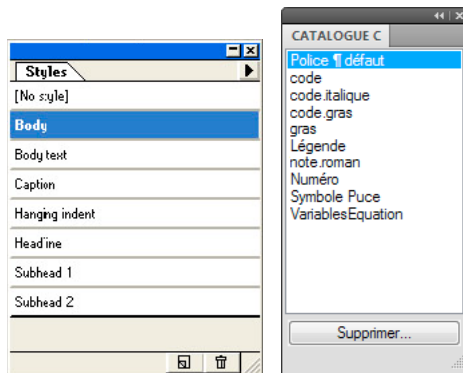 Styles
[No style]
Body
Body text
Caption
Hanging indent
Headline
Subhead 1
Subhead 2
CATALOGUE C
Police ¶ défaut
code
code.italique
code.gras
gras
Légende
note.roman
Numéro
Symbole Puce
VariablesEquation
Supprimer...